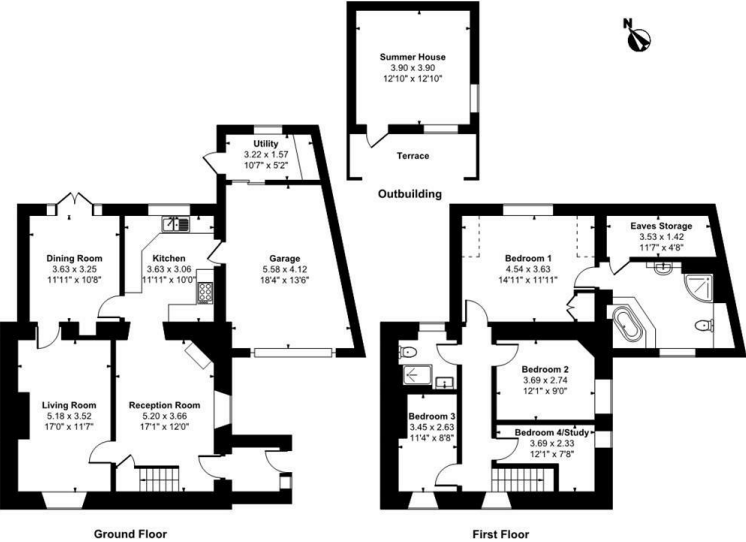 N
Summer House
3.90 x 3.90
12'10" x 12'10"
Terrace
Outbuilding
Utility
3.22 x 1.57
10'7" x 5'2"
Dining Room
3.63 x 3.25
11'11" x 10'8"
Kitchen
3.63 x 3.06
11'11" x 10'0"
Garage
5.58 x 4.12
18'4" x 13'6"
Living Room
5.18 x 3.52
17'0" x 11'7"
Reception Room
5.20 x 3.66
17'1" x 12'0"
Ground Floor
Bedroom 1
4.54 x 3.63
14'11" x 11'11"
Eaves Storage
3.53 x 1.42
11'7" x 4'8"
Bedroom 2
3.69 x 2.74
12'1" x 9'0"
Bedroom 3
3.45 x 2.63
11'4" x 8'8"
Bedroom 4/Study
3.69 x 2.33
12'1" x 7'8"
First Floor